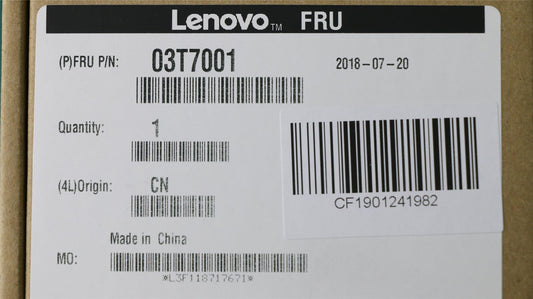 Lenovo™ FRU
(P)FRU P/N: 03T7001 2018-07-20
Quantity: 1
(4L)Origin: CN
CF1901241982
Made in China
MO:
*L3F118717671*